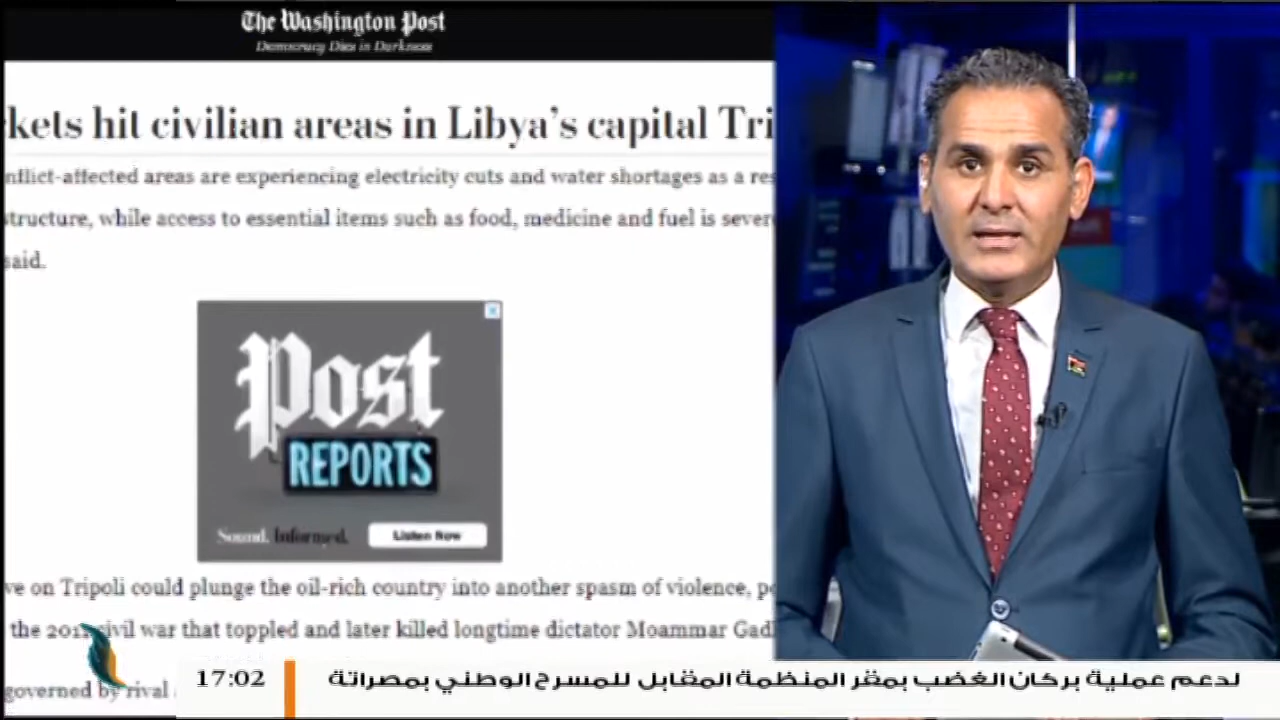 The Washington Post
Democracy Dies in Darkness
kets hit civilian areas in Libya's capital Tri
nflict-affected areas are experiencing electricity cuts and water shortages as a res
structure, while access to essential items such as food, medicine and fuel is sever
said.
Post
REPORTS
Sound. Informed.
Listen Now
ve on Tripoli could plunge the oil-rich country into another spasm of violence, p
the 2011 civil war that toppled and later killed longtime dictator Moammar Gad
governed by rival
17:02
لدعم عملية بركان الغضب بمقر المنظمة المقابل للمسرح الوطني بمصراتة